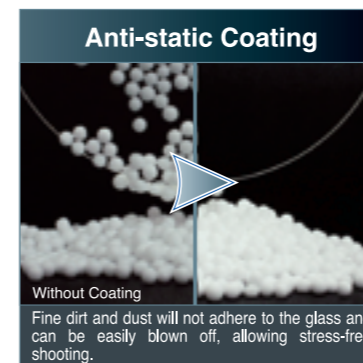 Anti-static Coating
Without Coating
Fine dirt and dust will not adhere to the glass an
can be easily blown off, allowing stress-fre
shooting.